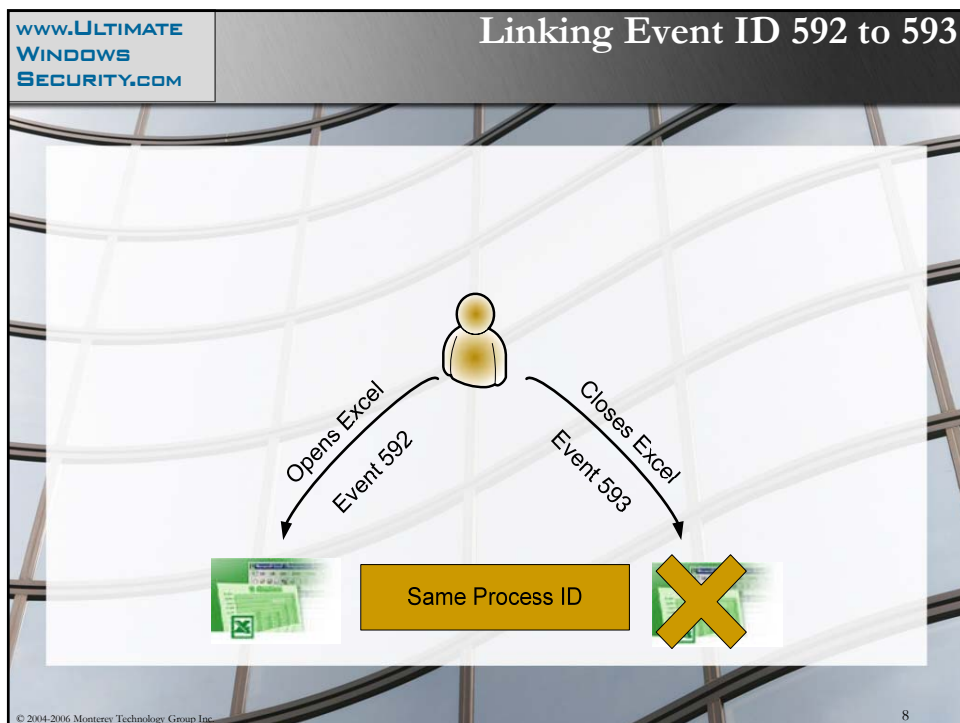 www.ULTIMATE
WINDOWS
SECURITY.com
Linking Event ID 592 to 593
Opens Excel
Event 592
Closes Excel
Event 593
Same Process ID
© 2004-2006 Monterey Technology Group Inc.
8